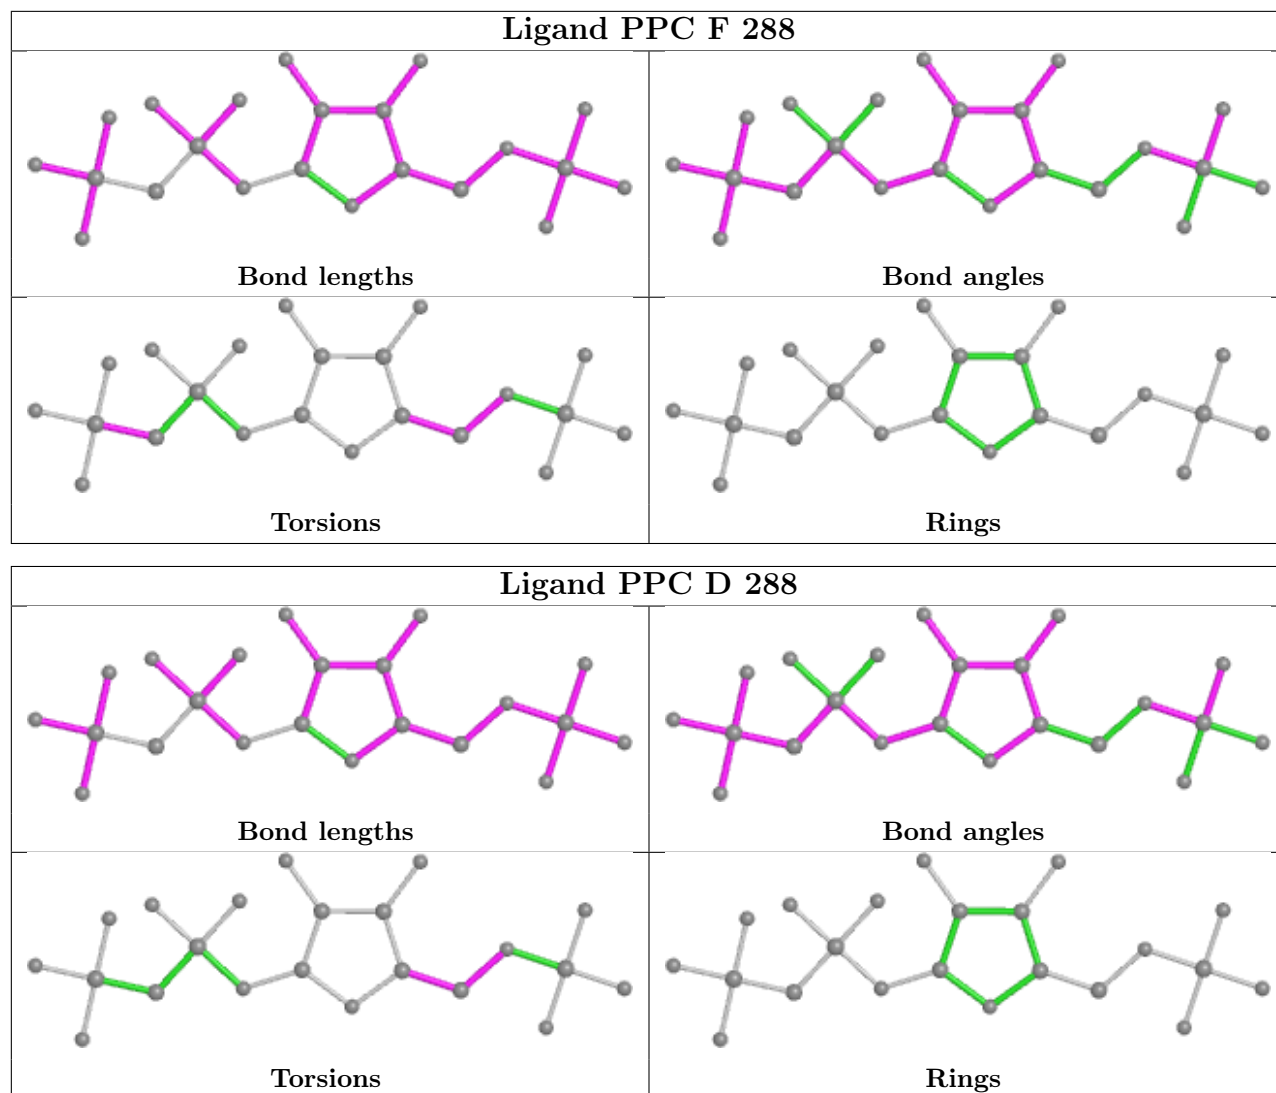 Ligand PPC F 288
Bond lengths
Bond angles
Torsions
Rings
Ligand PPC D 288
Bond lengths
Bond angles
Torsions
Rings